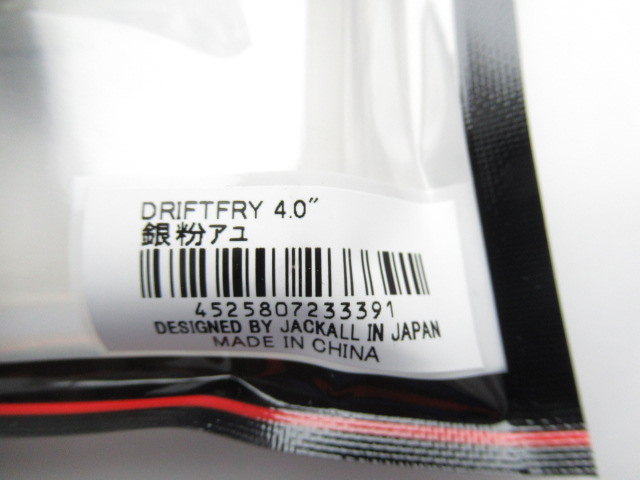 DRIFTFRY 4.0"
銀粉アユ
4525807233391
DESIGNED BY JACKALL IN JAPAN
MADE IN CHINA